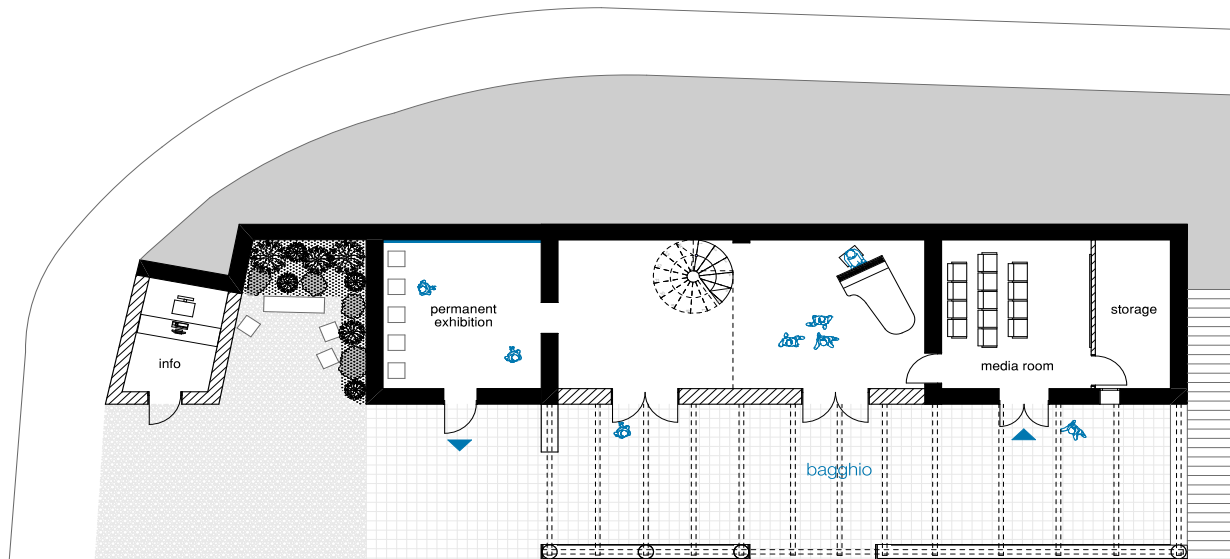 permanent
exhibition
storage
info
media room
bagghio